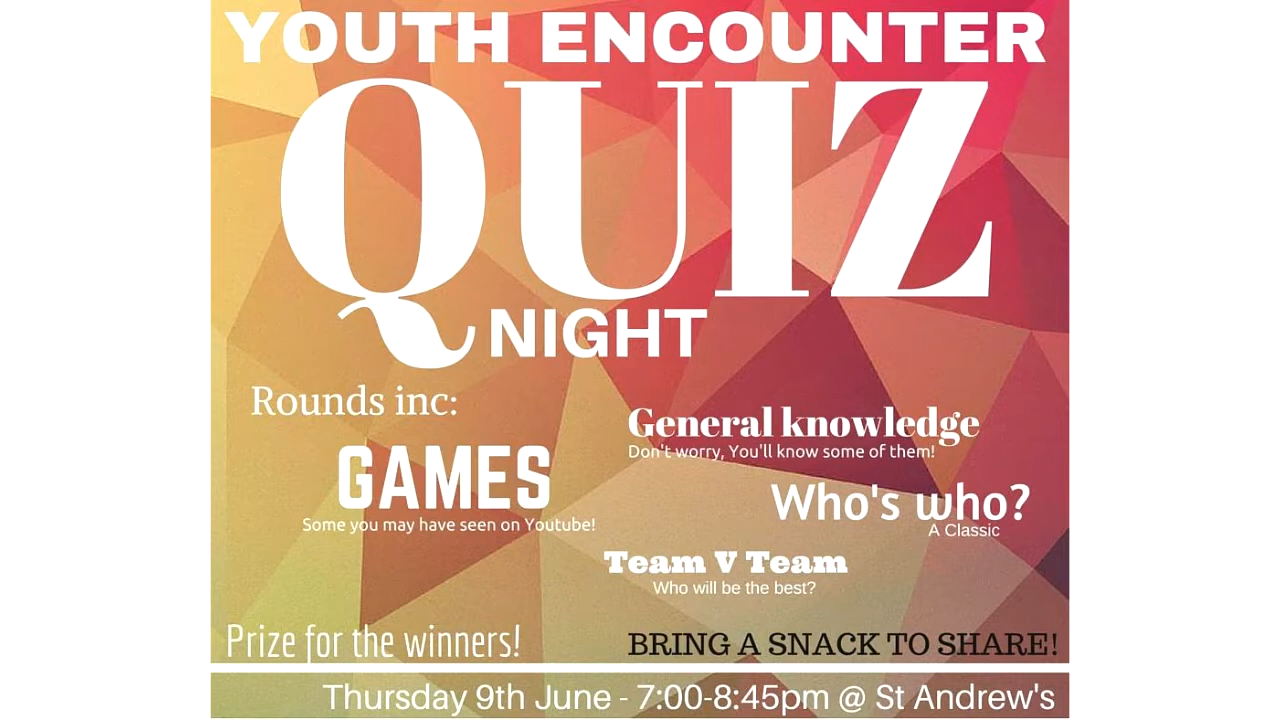 YOUTH ENCOUNTER
QUIZ
NIGHT
Rounds inc:
GAMES
Some you may have seen on Youtube!
General knowledge
Don't worry, You'll know some of them!
Who's who?
A Classic
Team V Team
Who will be the best?
Prize for the winners!
BRING A SNACK TO SHARE!
Thursday 9th June - 7:00-8:45pm @ St Andrew's